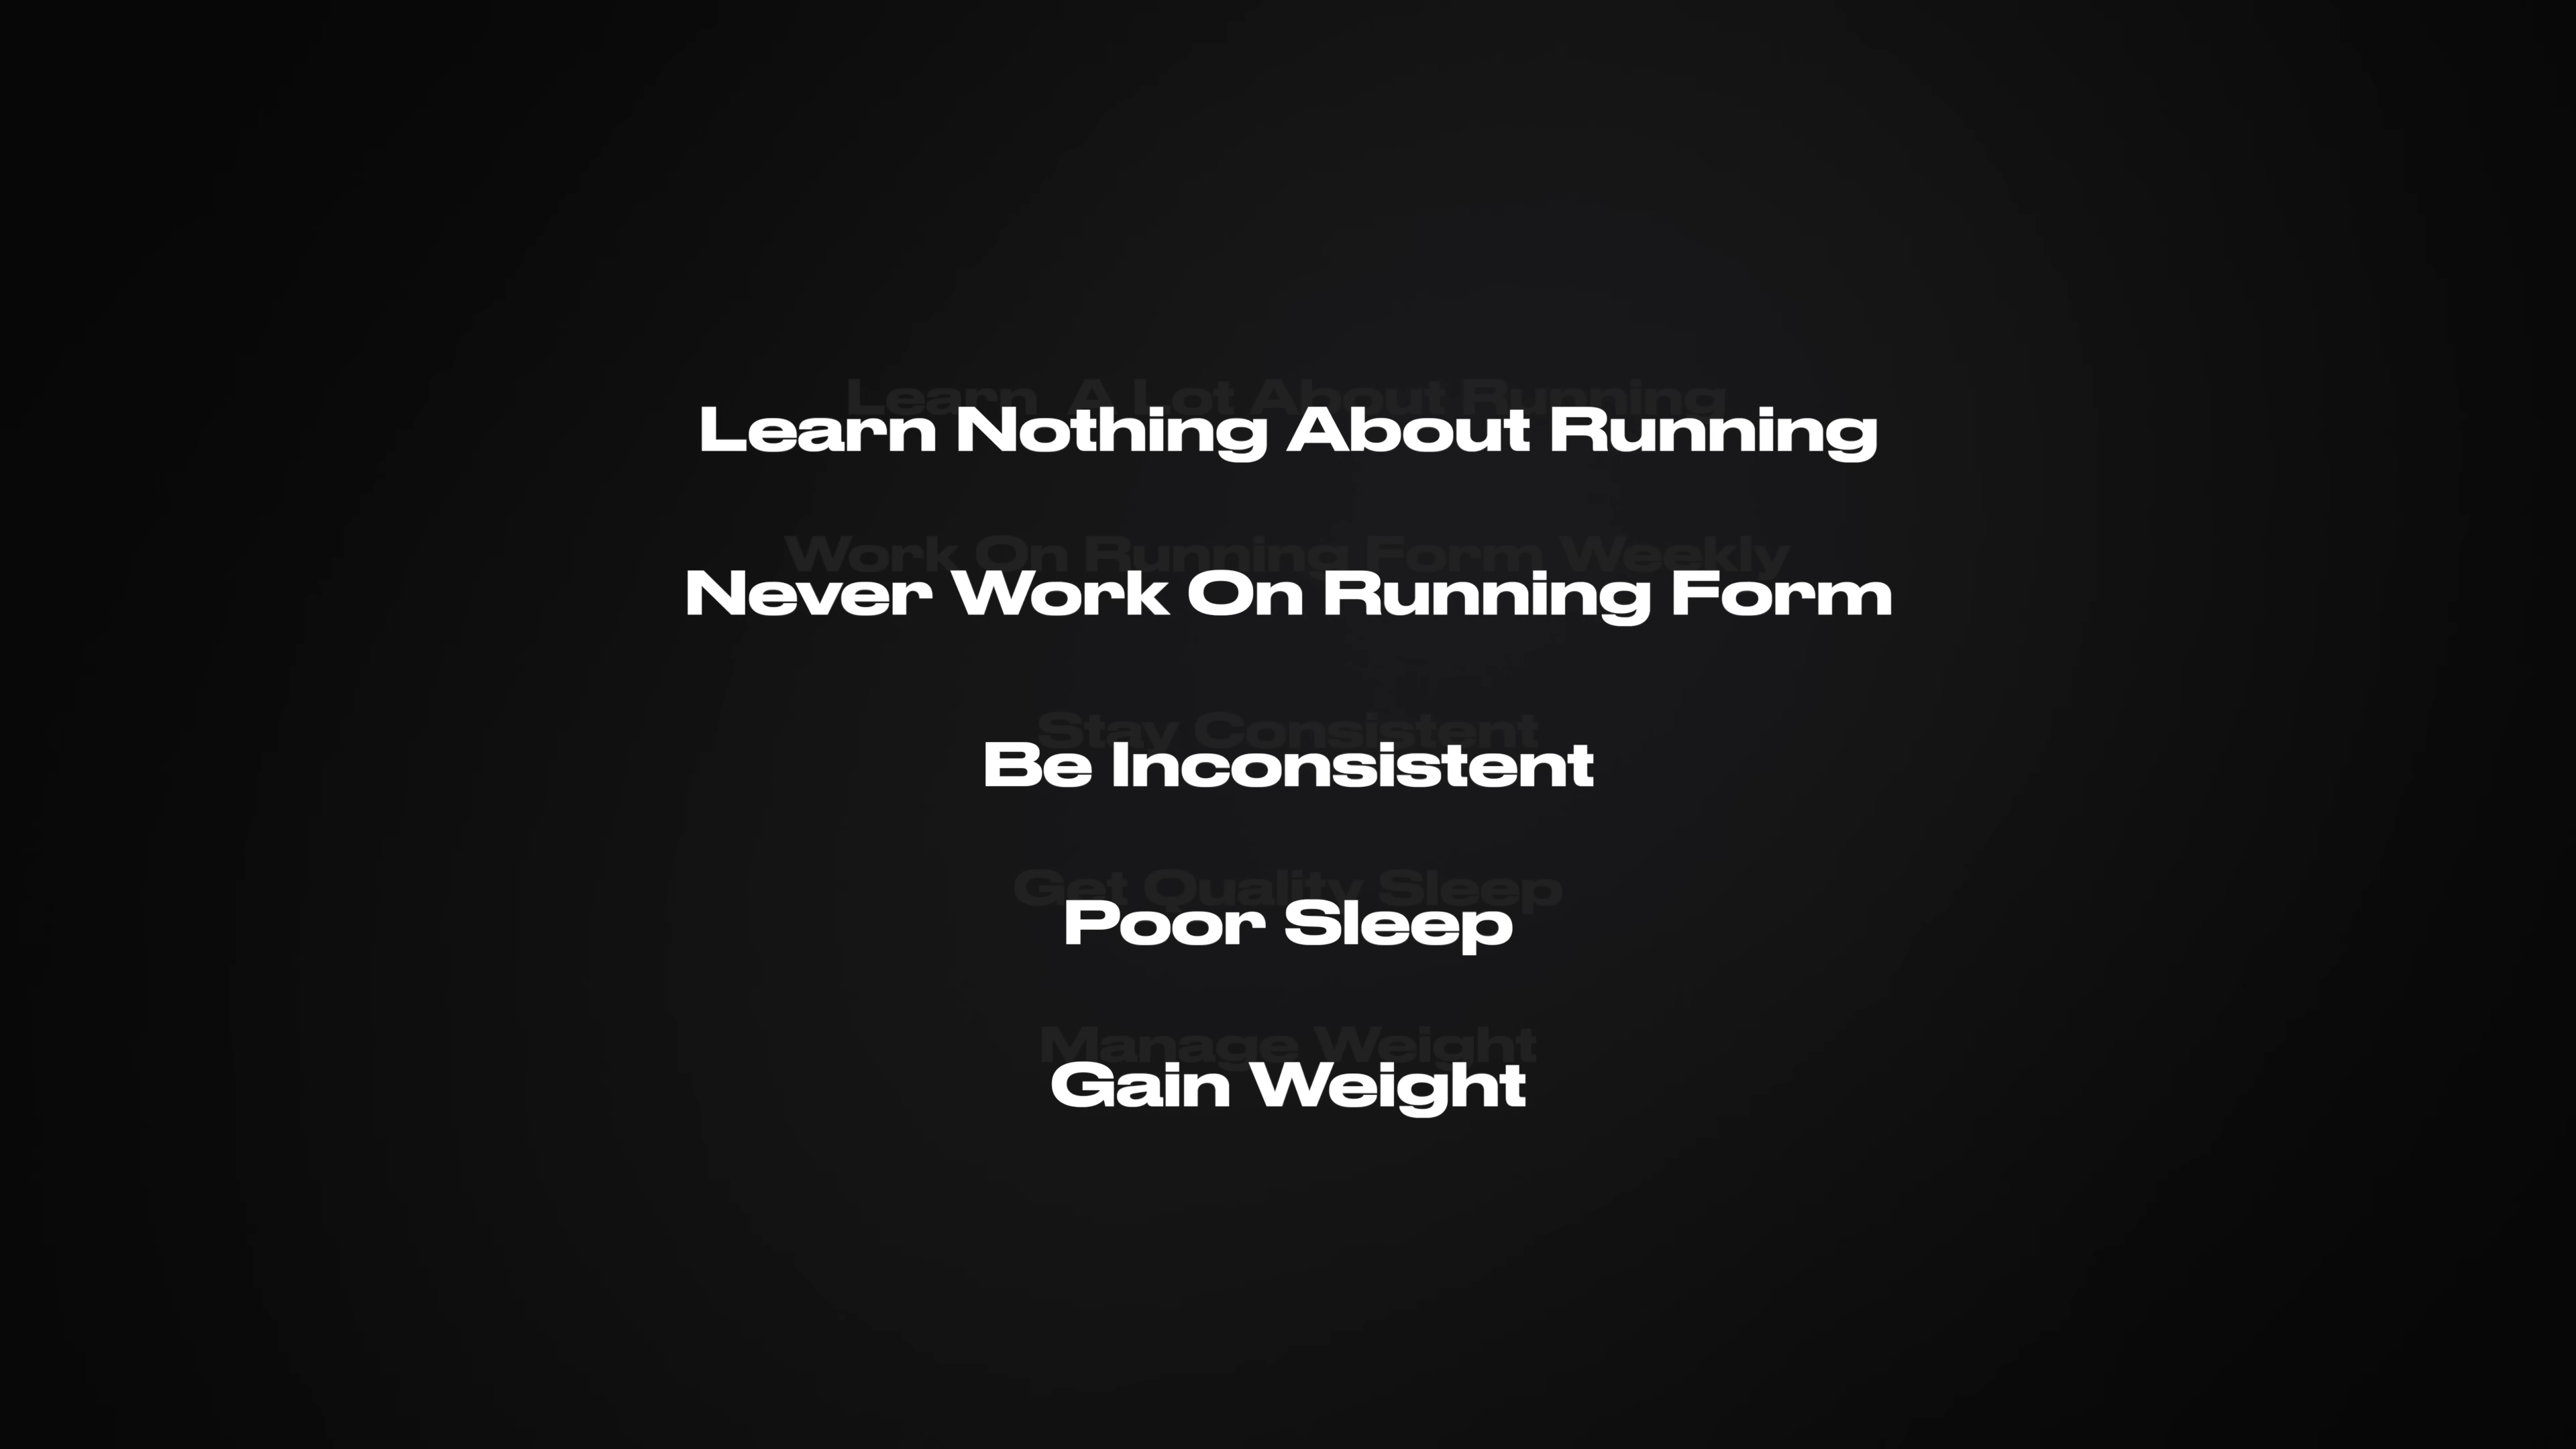 Learn A Lot About Running
Learn Nothing About Running
Work On Running Form Weekly
Never Work On Running Form
Stay Consistent
Be Inconsistent
Get Quality Sleep
Poor Sleep
Manage Weight
Gain Weight